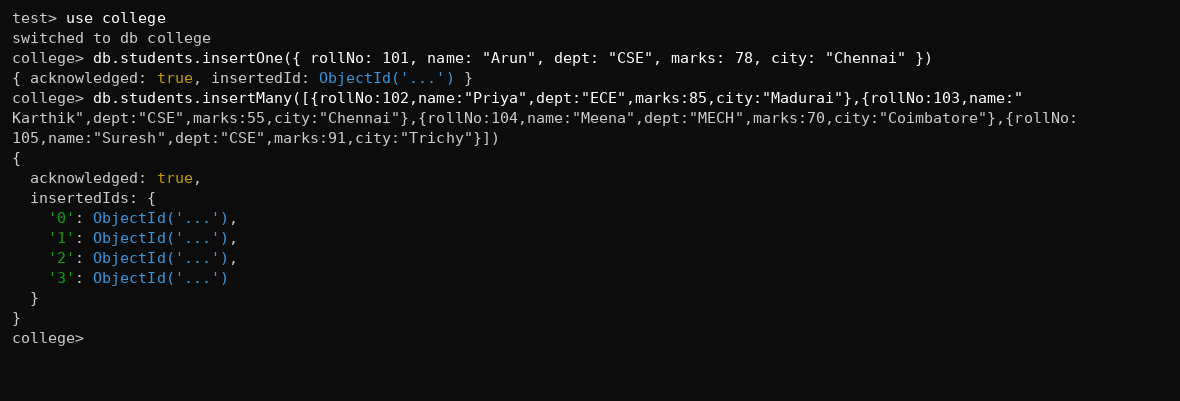 test> use college
switched to db college
college> db.students.insertOne({ rollNo: 101, name: "Arun", dept: "CSE", marks: 78, city: "Chennai" })
{ acknowledged: true, insertedId: ObjectId('...') }
college> db.students.insertMany([{rollNo:102,name:"Priya",dept:"ECE",marks:85,city:"Madurai"},{rollNo:103,name:"
Karthik",dept:"CSE",marks:55,city:"Chennai"},{rollNo:104,name:"Meena",dept:"MECH",marks:70,city:"Coimbatore"},{rollNo:
105,name:"Suresh",dept:"CSE",marks:91,city:"Trichy"}])
{
  acknowledged: true,
  insertedIds: {
    '0': ObjectId('...'),
    '1': ObjectId('...'),
    '2': ObjectId('...'),
    '3': ObjectId('...')
  }
}
college>